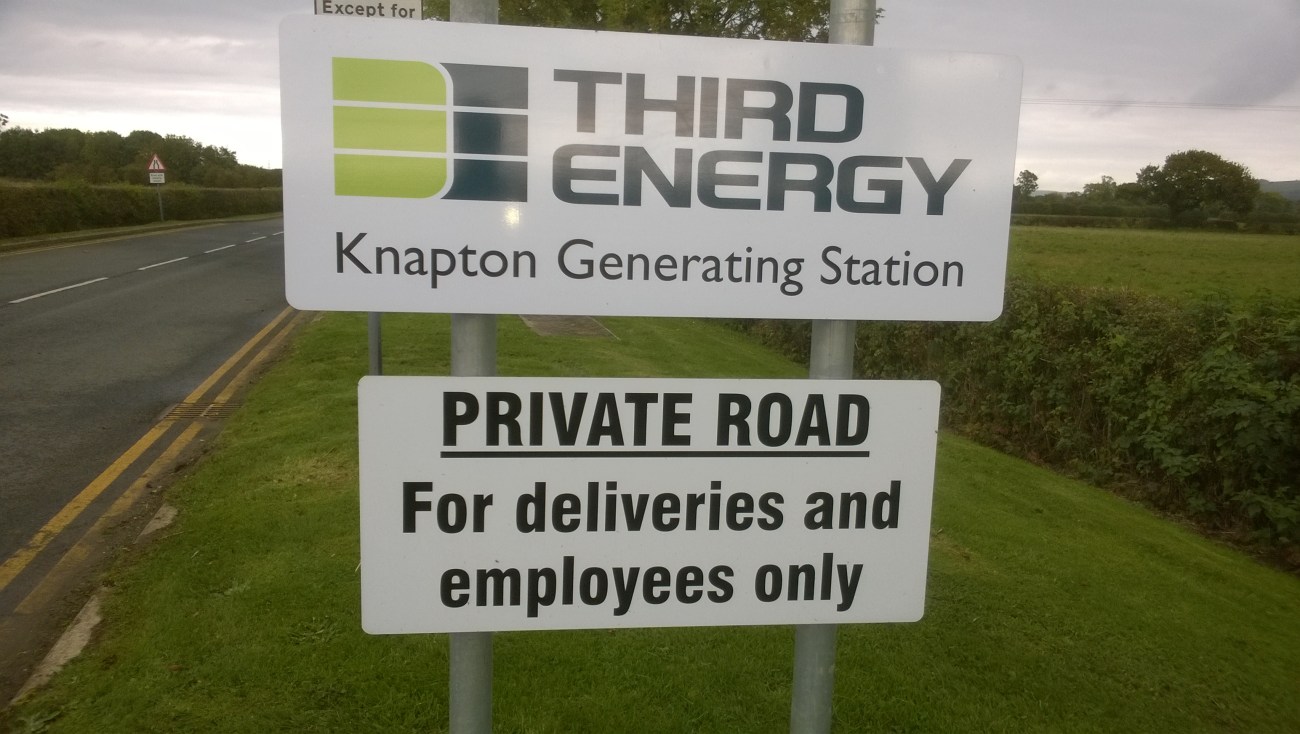 Except for
THIRD
ENERGY
Knapton Generating Station
PRIVATE ROAD
For deliveries and
employees only